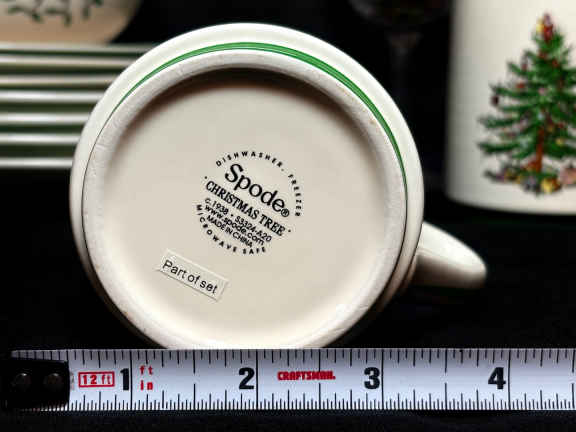 DISHWASHER, FREEZER
Spode®
CHRISTMAS TREE
c.1938 • S3324-A20
www.spode.com
MADE IN CHINA
MICROWAVE SAFE
Part of set
12 ft 1 ft in 2 CRAFTSMAN. 3 4